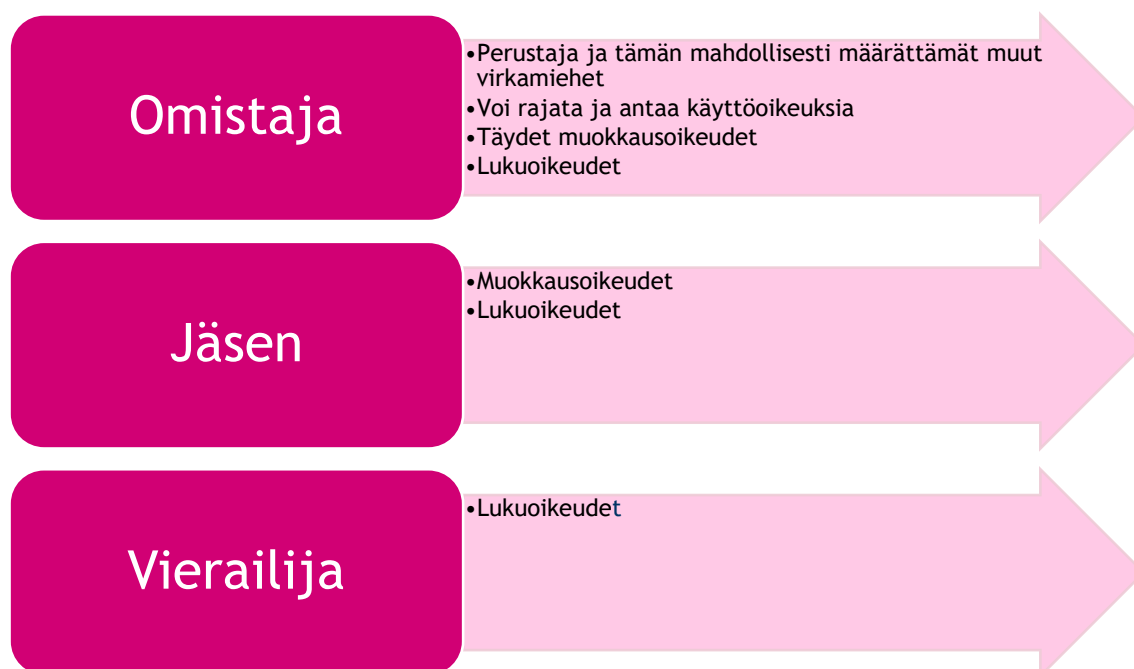 Omistaja
•Perustaja ja tämän mahdollisesti määrättämät muut
virkamiehet
•Voi rajata ja antaa käyttöoikeuksia
•Täydet muokkausoikeudet
•Lukuoikeudet
Jäsen
•Muokkausoikeudet
•Lukuoikeudet
Vierailija
•Lukuoikeudet